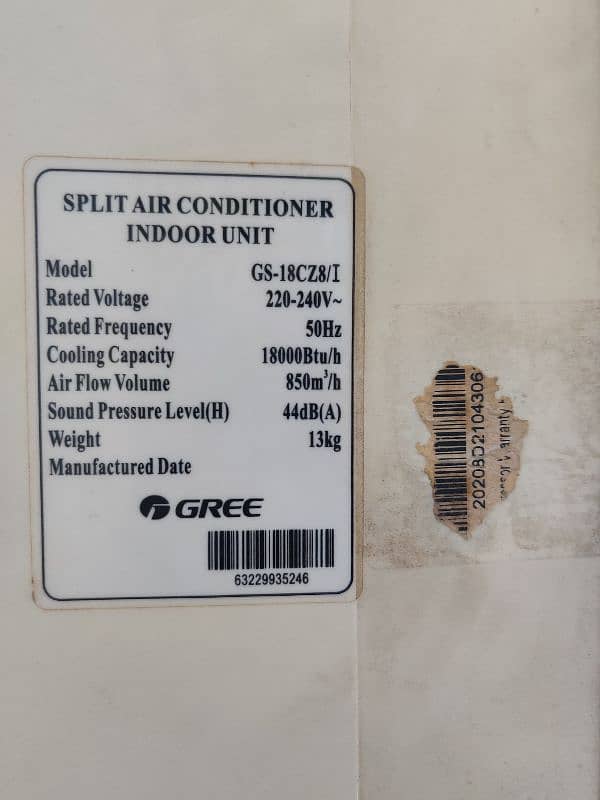 SPLIT AIR CONDITIONER
INDOOR UNIT
Model GS-18CZ8/I
Rated Voltage 220-240V~
Rated Frequency 50Hz
Cooling Capacity 18000Btu/h
Air Flow Volume 850m³/h
Sound Pressure Level(H) 44dB(A)
Weight 13kg
Manufactured Date
GREE
63229935246
20208D2104306